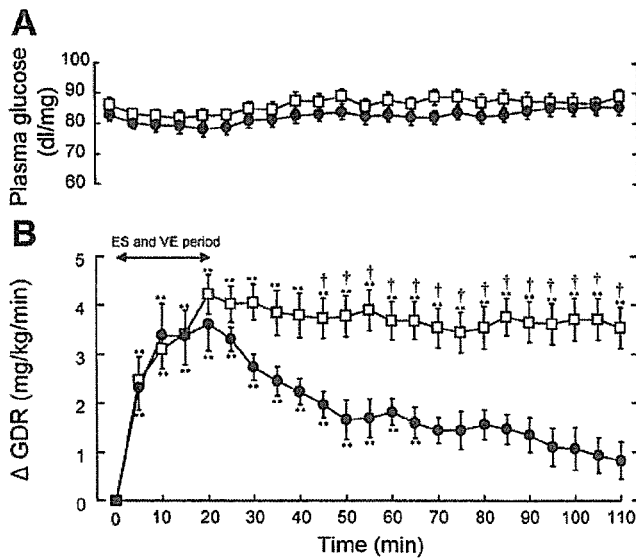 A
Plasma glucose
(dl/mg)
100
90
80
70
60
B
ES and VE period
Δ GDR (mg/kg/min)
5
4
3
2
1
0
** ** ** ** ** ** ** ** ** ** ** ** ** ** ** ** ** ** ** ** **
† † † † † † † † † † † † † †
** ** ** ** ** ** ** ** ** ** **
0 10 20 30 40 50 60 70 80 90 100 110
Time (min)